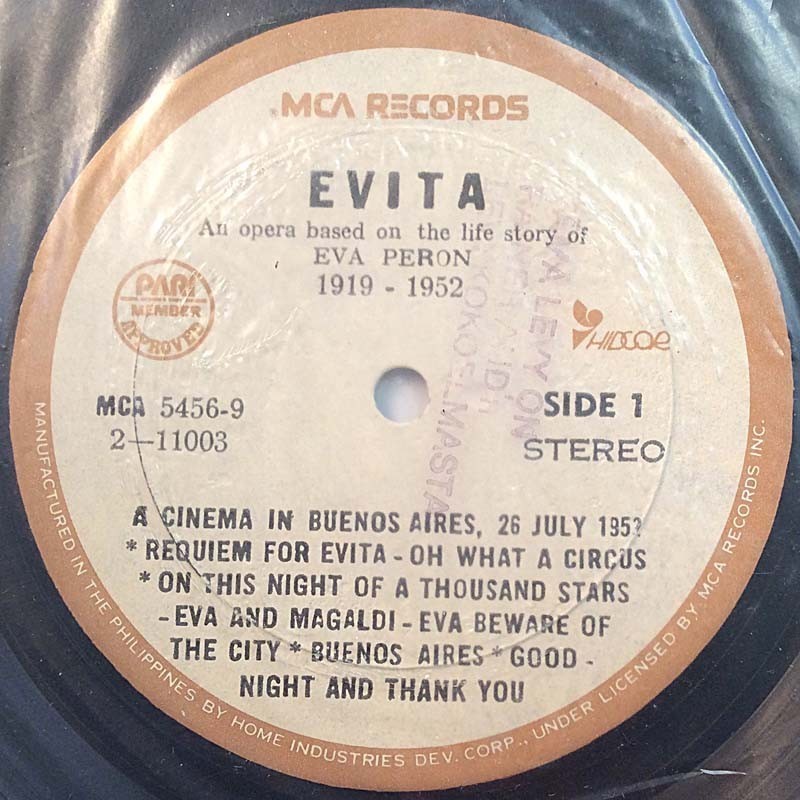 MCA RECORDS
EVITA
An opera based on the life story of
EVA PERON
1919 - 1952
PARI
MEMBER
APPROVED
HIDCOR
MCA 5456-9
2-11003
SIDE 1
STEREO
A CINEMA IN BUENOS AIRES, 26 JULY 1952
* REQUIEM FOR EVITA - OH WHAT A CIRCUS
* ON THIS NIGHT OF A THOUSAND STARS
- EVA AND MAGALDI - EVA BEWARE OF
THE CITY * BUENOS AIRES * GOOD -
NIGHT AND THANK YOU
MANUFACTURED IN THE PHILIPPINES BY HOME INDUSTRIES DEV. CORP., UNDER LICENSED BY MCA RECORDS INC.